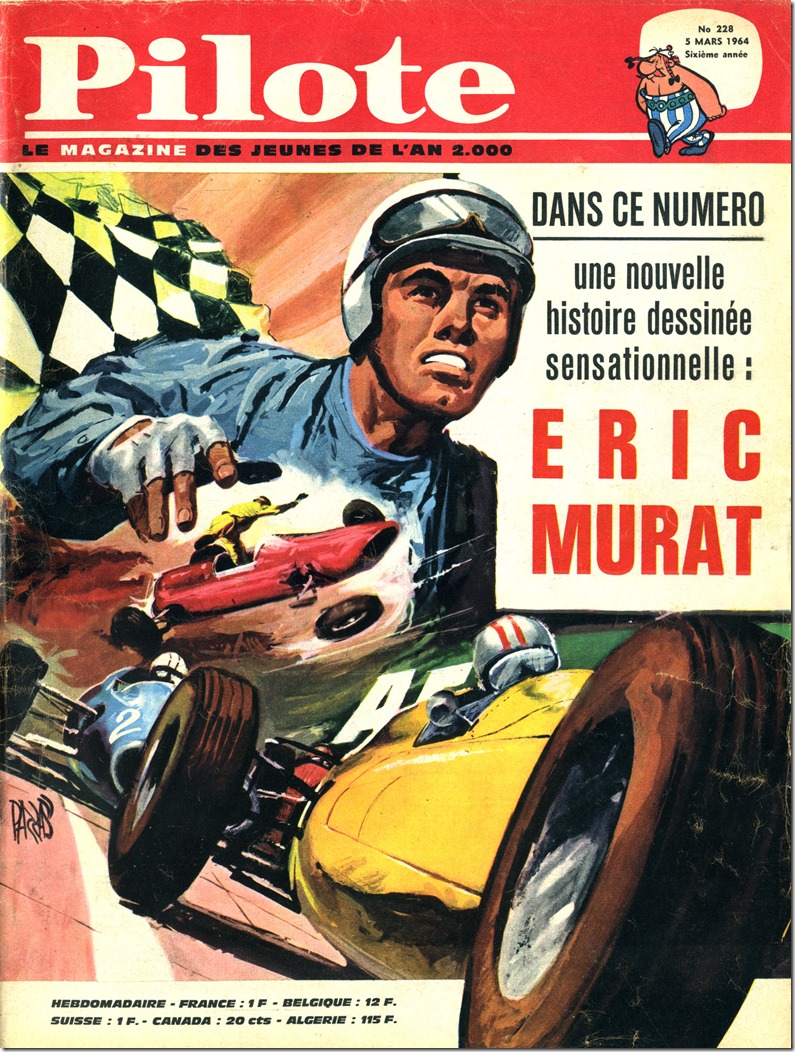 Pilote
No 228
5 MARS 1964
Sixième année
LE MAGAZINE DES JEUNES DE L'AN 2.000
DANS CE NUMERO
une nouvelle
histoire dessinée
sensationnelle :
ERIC
MURAT
2
HEBDOMADAIRE - FRANCE : 1 F - BELGIQUE : 12 F.
SUISSE : 1 F. - CANADA : 20 cts - ALGERIE : 115 F.